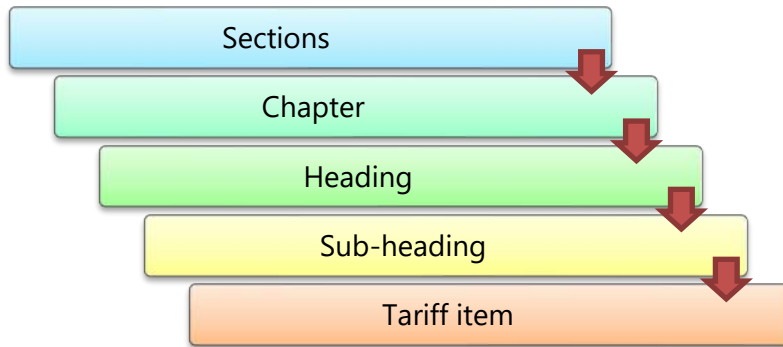 Sections
Chapter
Heading
Sub-heading
Tariff item